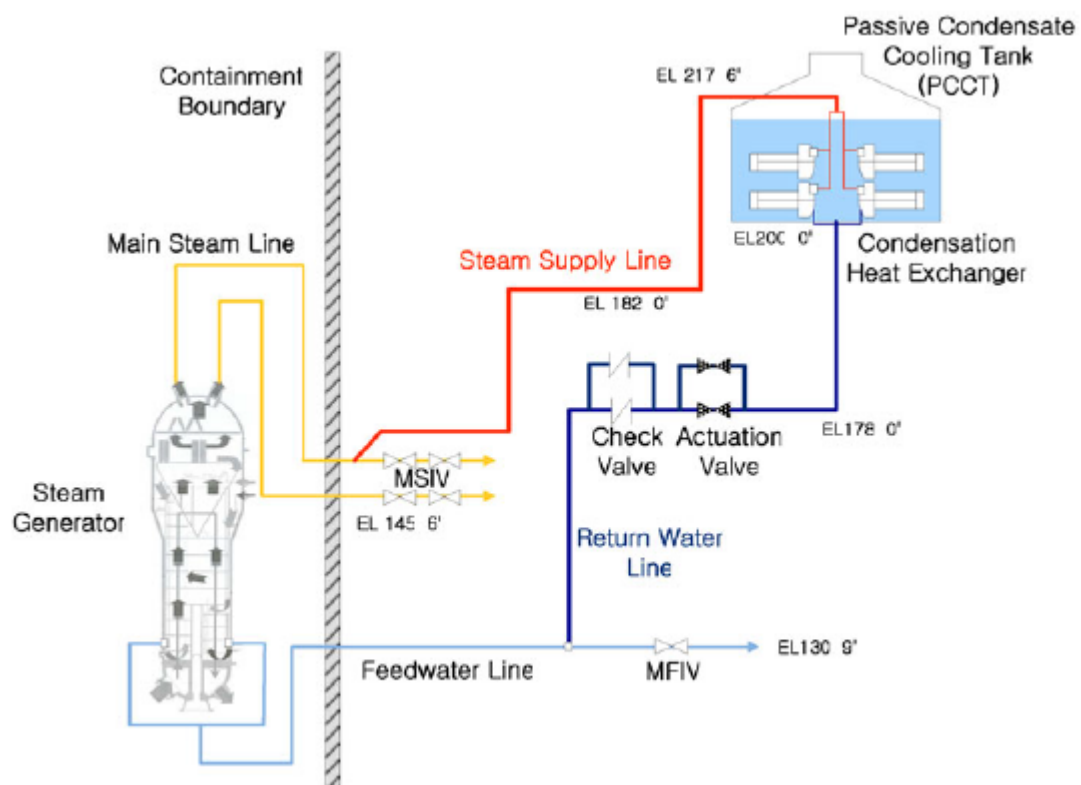 Passive Condensate
Cooling Tank
(PCCT)
EL 217 6'
Containment
Boundary
Main Steam Line
Steam Supply Line
EL200 0'
Condensation
Heat Exchanger
EL 182 0'
Check
Valve
Actuation
Valve
EL178 0'
MSIV
Steam
Generator
EL 145 6'
Return Water
Line
Feedwater Line
MFIV
EL130 9'